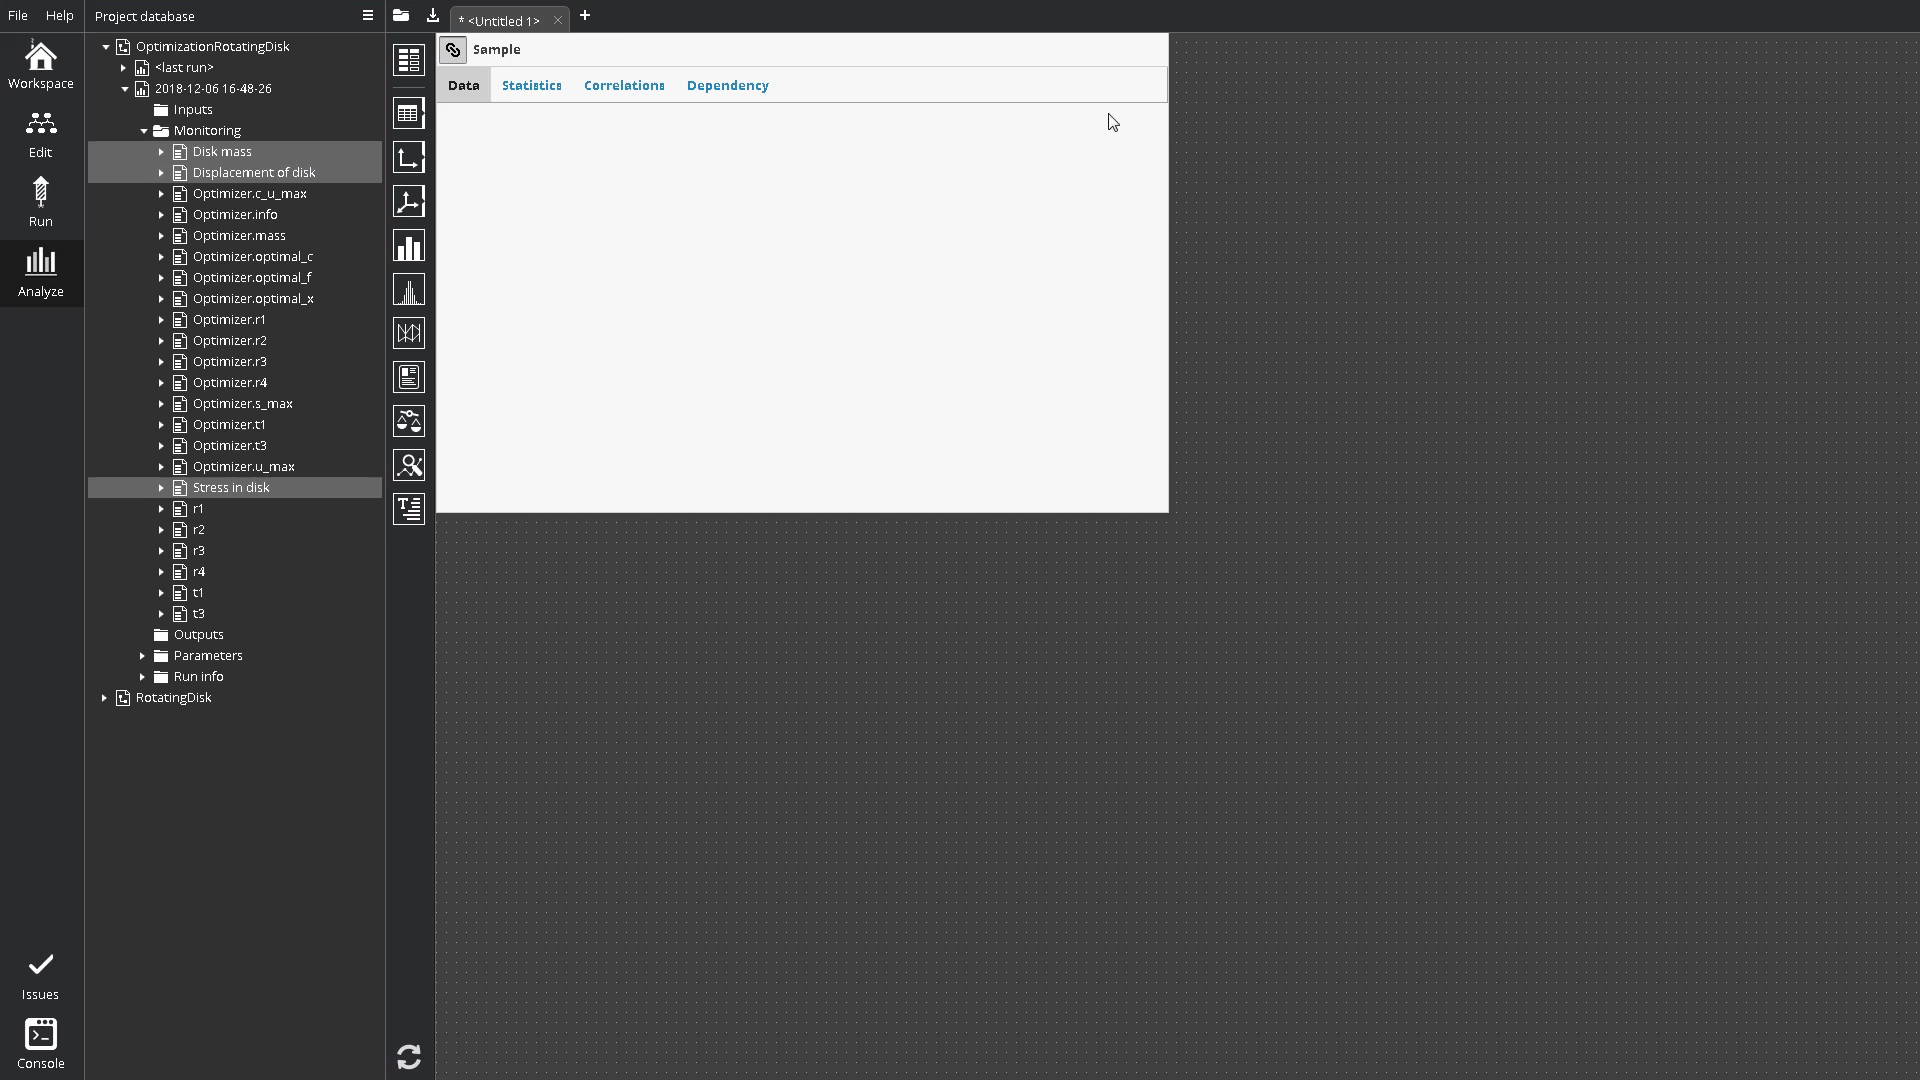 File Help Project database * <Untitled 1>
Workspace
Edit
Run
Analyze
Issues
Console
OptimizationRotatingDisk
<last run>
2018-12-06 16-48-26
Inputs
Monitoring
Disk mass
Displacement of disk
Optimizer.c_u_max
Optimizer.info
Optimizer.mass
Optimizer.optimal_c
Optimizer.optimal_f
Optimizer.optimal_x
Optimizer.r1
Optimizer.r2
Optimizer.r3
Optimizer.r4
Optimizer.s_max
Optimizer.t1
Optimizer.t3
Optimizer.u_max
Stress in disk
r1
r2
r3
r4
t1
t3
Outputs
Parameters
Run info
RotatingDisk
Sample
Data Statistics Correlations Dependency